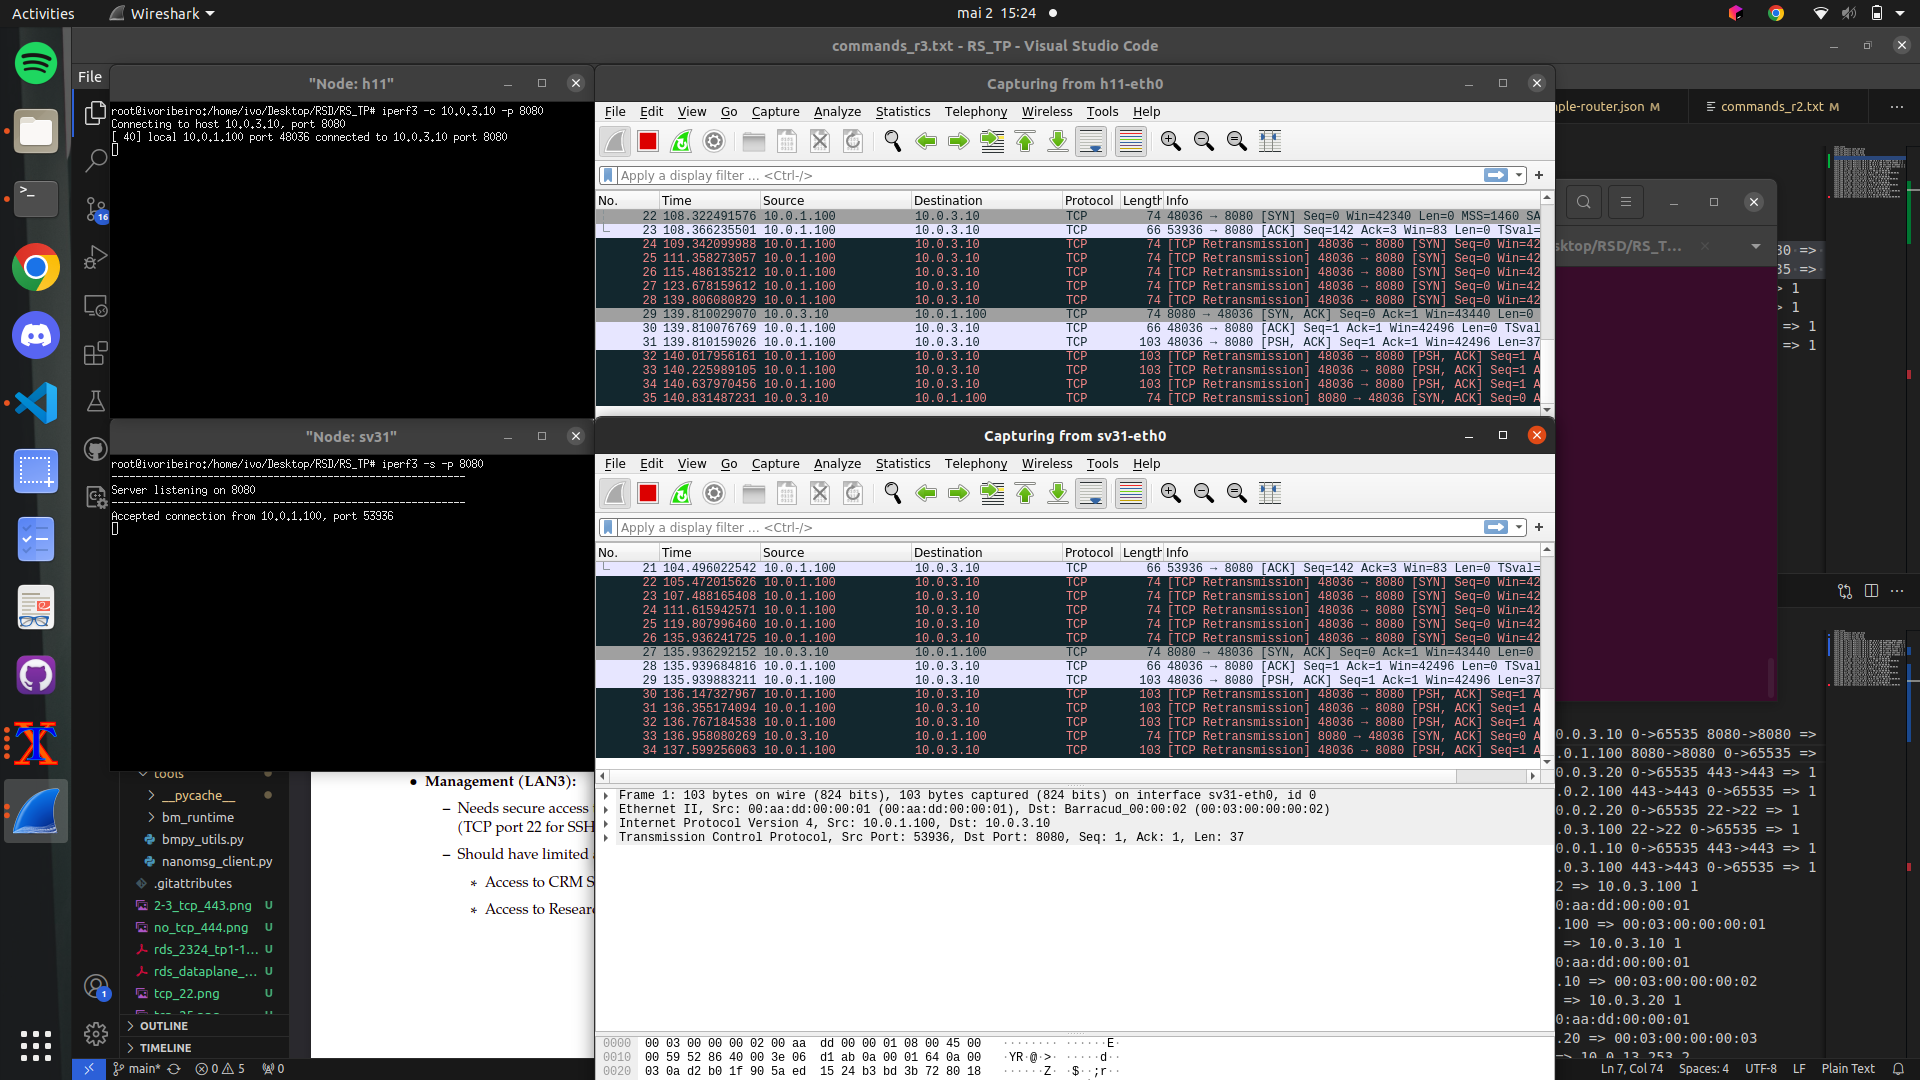 Activities
Wireshark
mai 2 15:24
commands_r3.txt - RS_TP - Visual Studio Code
File
"Node: h11"
root@ivoribeiro:/home/ivo/Desktop/RSD/RS_TP# iperf3 -c 10.0.3.10 -p 8080
Connecting to host 10.0.3.10, port 8080
[ 40] local 10.0.1.100 port 48036 connected to 10.0.3.10 port 8080
Capturing from h11-eth0
File Edit View Go Capture Analyze Statistics Telephony Wireless Tools Help
Apply a display filter ... <Ctrl-/>
No. Time Source Destination Protocol Length Info
22 108.322491576 10.0.1.100 10.0.3.10 TCP 74 48036 → 8080 [SYN] Seq=0 Win=42340 Len=0 MSS=1460 SA
23 108.366235501 10.0.1.100 10.0.3.10 TCP 66 53936 → 8080 [ACK] Seq=142 Ack=3 Win=83 Len=0 TSval=
24 109.342099988 10.0.1.100 10.0.3.10 TCP 74 [TCP Retransmission] 48036 → 8080 [SYN] Seq=0 Win=42
25 111.358273057 10.0.1.100 10.0.3.10 TCP 74 [TCP Retransmission] 48036 → 8080 [SYN] Seq=0 Win=42
26 115.486135212 10.0.1.100 10.0.3.10 TCP 74 [TCP Retransmission] 48036 → 8080 [SYN] Seq=0 Win=42
27 123.678159612 10.0.1.100 10.0.3.10 TCP 74 [TCP Retransmission] 48036 → 8080 [SYN] Seq=0 Win=42
28 139.806080829 10.0.1.100 10.0.3.10 TCP 74 [TCP Retransmission] 48036 → 8080 [SYN] Seq=0 Win=42
29 139.810029070 10.0.3.10 10.0.1.100 TCP 74 8080 → 48036 [SYN, ACK] Seq=0 Ack=1 Win=43440 Len=0
30 139.810076769 10.0.1.100 10.0.3.10 TCP 66 48036 → 8080 [ACK] Seq=1 Ack=1 Win=42496 Len=0 TSval
31 139.810159026 10.0.1.100 10.0.3.10 TCP 103 48036 → 8080 [PSH, ACK] Seq=1 Ack=1 Win=42496 Len=37
32 140.017956161 10.0.1.100 10.0.3.10 TCP 103 [TCP Retransmission] 48036 → 8080 [PSH, ACK] Seq=1 A
33 140.225989105 10.0.1.100 10.0.3.10 TCP 103 [TCP Retransmission] 48036 → 8080 [PSH, ACK] Seq=1 A
34 140.637970456 10.0.1.100 10.0.3.10 TCP 103 [TCP Retransmission] 48036 → 8080 [PSH, ACK] Seq=1 A
35 140.831487231 10.0.3.10 10.0.1.100 TCP 74 [TCP Retransmission] 8080 → 48036 [SYN, ACK] Seq=0 A
"Node: sv31"
root@ivoribeiro:/home/ivo/Desktop/RSD/RS_TP# iperf3 -s -p 8080
-----------------------------------------------------------
Server listening on 8080
-----------------------------------------------------------
Accepted connection from 10.0.1.100, port 53936
Capturing from sv31-eth0
File Edit View Go Capture Analyze Statistics Telephony Wireless Tools Help
Apply a display filter ... <Ctrl-/>
No. Time Source Destination Protocol Length Info
21 104.496022542 10.0.1.100 10.0.3.10 TCP 66 53936 → 8080 [ACK] Seq=142 Ack=3 Win=83 Len=0 TSval=
22 105.472015626 10.0.1.100 10.0.3.10 TCP 74 [TCP Retransmission] 48036 → 8080 [SYN] Seq=0 Win=42
23 107.488165408 10.0.1.100 10.0.3.10 TCP 74 [TCP Retransmission] 48036 → 8080 [SYN] Seq=0 Win=42
24 111.615942571 10.0.1.100 10.0.3.10 TCP 74 [TCP Retransmission] 48036 → 8080 [SYN] Seq=0 Win=42
25 119.807996460 10.0.1.100 10.0.3.10 TCP 74 [TCP Retransmission] 48036 → 8080 [SYN] Seq=0 Win=42
26 135.936241725 10.0.1.100 10.0.3.10 TCP 74 [TCP Retransmission] 48036 → 8080 [SYN] Seq=0 Win=42
27 135.936292152 10.0.3.10 10.0.1.100 TCP 74 8080 → 48036 [SYN, ACK] Seq=0 Ack=1 Win=43440 Len=0
28 135.939684816 10.0.1.100 10.0.3.10 TCP 66 48036 → 8080 [ACK] Seq=1 Ack=1 Win=42496 Len=0 TSval
29 135.939883211 10.0.1.100 10.0.3.10 TCP 103 48036 → 8080 [PSH, ACK] Seq=1 Ack=1 Win=42496 Len=37
30 136.147327967 10.0.1.100 10.0.3.10 TCP 103 [TCP Retransmission] 48036 → 8080 [PSH, ACK] Seq=1 A
31 136.355174094 10.0.1.100 10.0.3.10 TCP 103 [TCP Retransmission] 48036 → 8080 [PSH, ACK] Seq=1 A
32 136.767184538 10.0.1.100 10.0.3.10 TCP 103 [TCP Retransmission] 48036 → 8080 [PSH, ACK] Seq=1 A
33 136.958080269 10.0.3.10 10.0.1.100 TCP 74 [TCP Retransmission] 8080 → 48036 [SYN, ACK] Seq=0 A
34 137.599256063 10.0.1.100 10.0.3.10 TCP 103 [TCP Retransmission] 48036 → 8080 [PSH, ACK] Seq=1 A
Frame 1: 103 bytes on wire (824 bits), 103 bytes captured (824 bits) on interface sv31-eth0, id 0
Ethernet II, Src: 00:aa:dd:00:00:01 (00:aa:dd:00:00:01), Dst: Barracud_00:00:02 (00:03:00:00:00:02)
Internet Protocol Version 4, Src: 10.0.1.100, Dst: 10.0.3.10
Transmission Control Protocol, Src Port: 53936, Dst Port: 8080, Seq: 1, Ack: 1, Len: 37
0000 00 03 00 00 00 02 00 aa dd 00 00 01 08 00 45 00 ········ ······E·
0010 00 59 52 86 40 00 3e 06 d1 ab 0a 00 01 64 0a 00 ·YR·@·>· ·····d··
0020 03 0a d2 b0 1f 90 5a ed 15 24 b3 bd 3b 72 80 18 ······Z· ·$··;r··
16
tools
__pycache__
bm_runtime
bmpy_utils.py
nanomsg_client.py
.gitattributes
2-3_tcp_443.png U
no_tcp_444.png U
rds_2324_tp1-1... U
rds_dataplane_... U
tcp_22.png U
OUTLINE
TIMELINE
• Management (LAN3):
– Needs secure access
(TCP port 22 for SSH
– Should have limited
* Access to CRM S
* Access to Resear
ple-router.json M
commands_r2.txt M
sktop/RSD/RS_T...
30 =>
35 =>
> 1
> 1
=> 1
=> 1
0.0.3.10 0->65535 8080->8080 =>
.0.1.100 8080->8080 0->65535 =>
0.0.3.20 0->65535 443->443 => 1
0.0.2.100 443->443 0->65535 => 1
0.0.2.20 0->65535 22->22 => 1
0.0.3.100 22->22 0->65535 => 1
0.0.1.10 0->65535 443->443 => 1
0.0.3.100 443->443 0->65535 => 1
2 => 10.0.3.100 1
0:aa:dd:00:00:01
.100 => 00:03:00:00:00:01
=> 10.0.3.10 1
0:aa:dd:00:00:01
.10 => 00:03:00:00:00:02
=> 10.0.3.20 1
0:aa:dd:00:00:01
.20 => 00:03:00:00:00:03
=> 10.0.13.253 2
1
main*
0 5
0
Ln 7, Col 74
Spaces: 4
UTF-8
LF
Plain Text